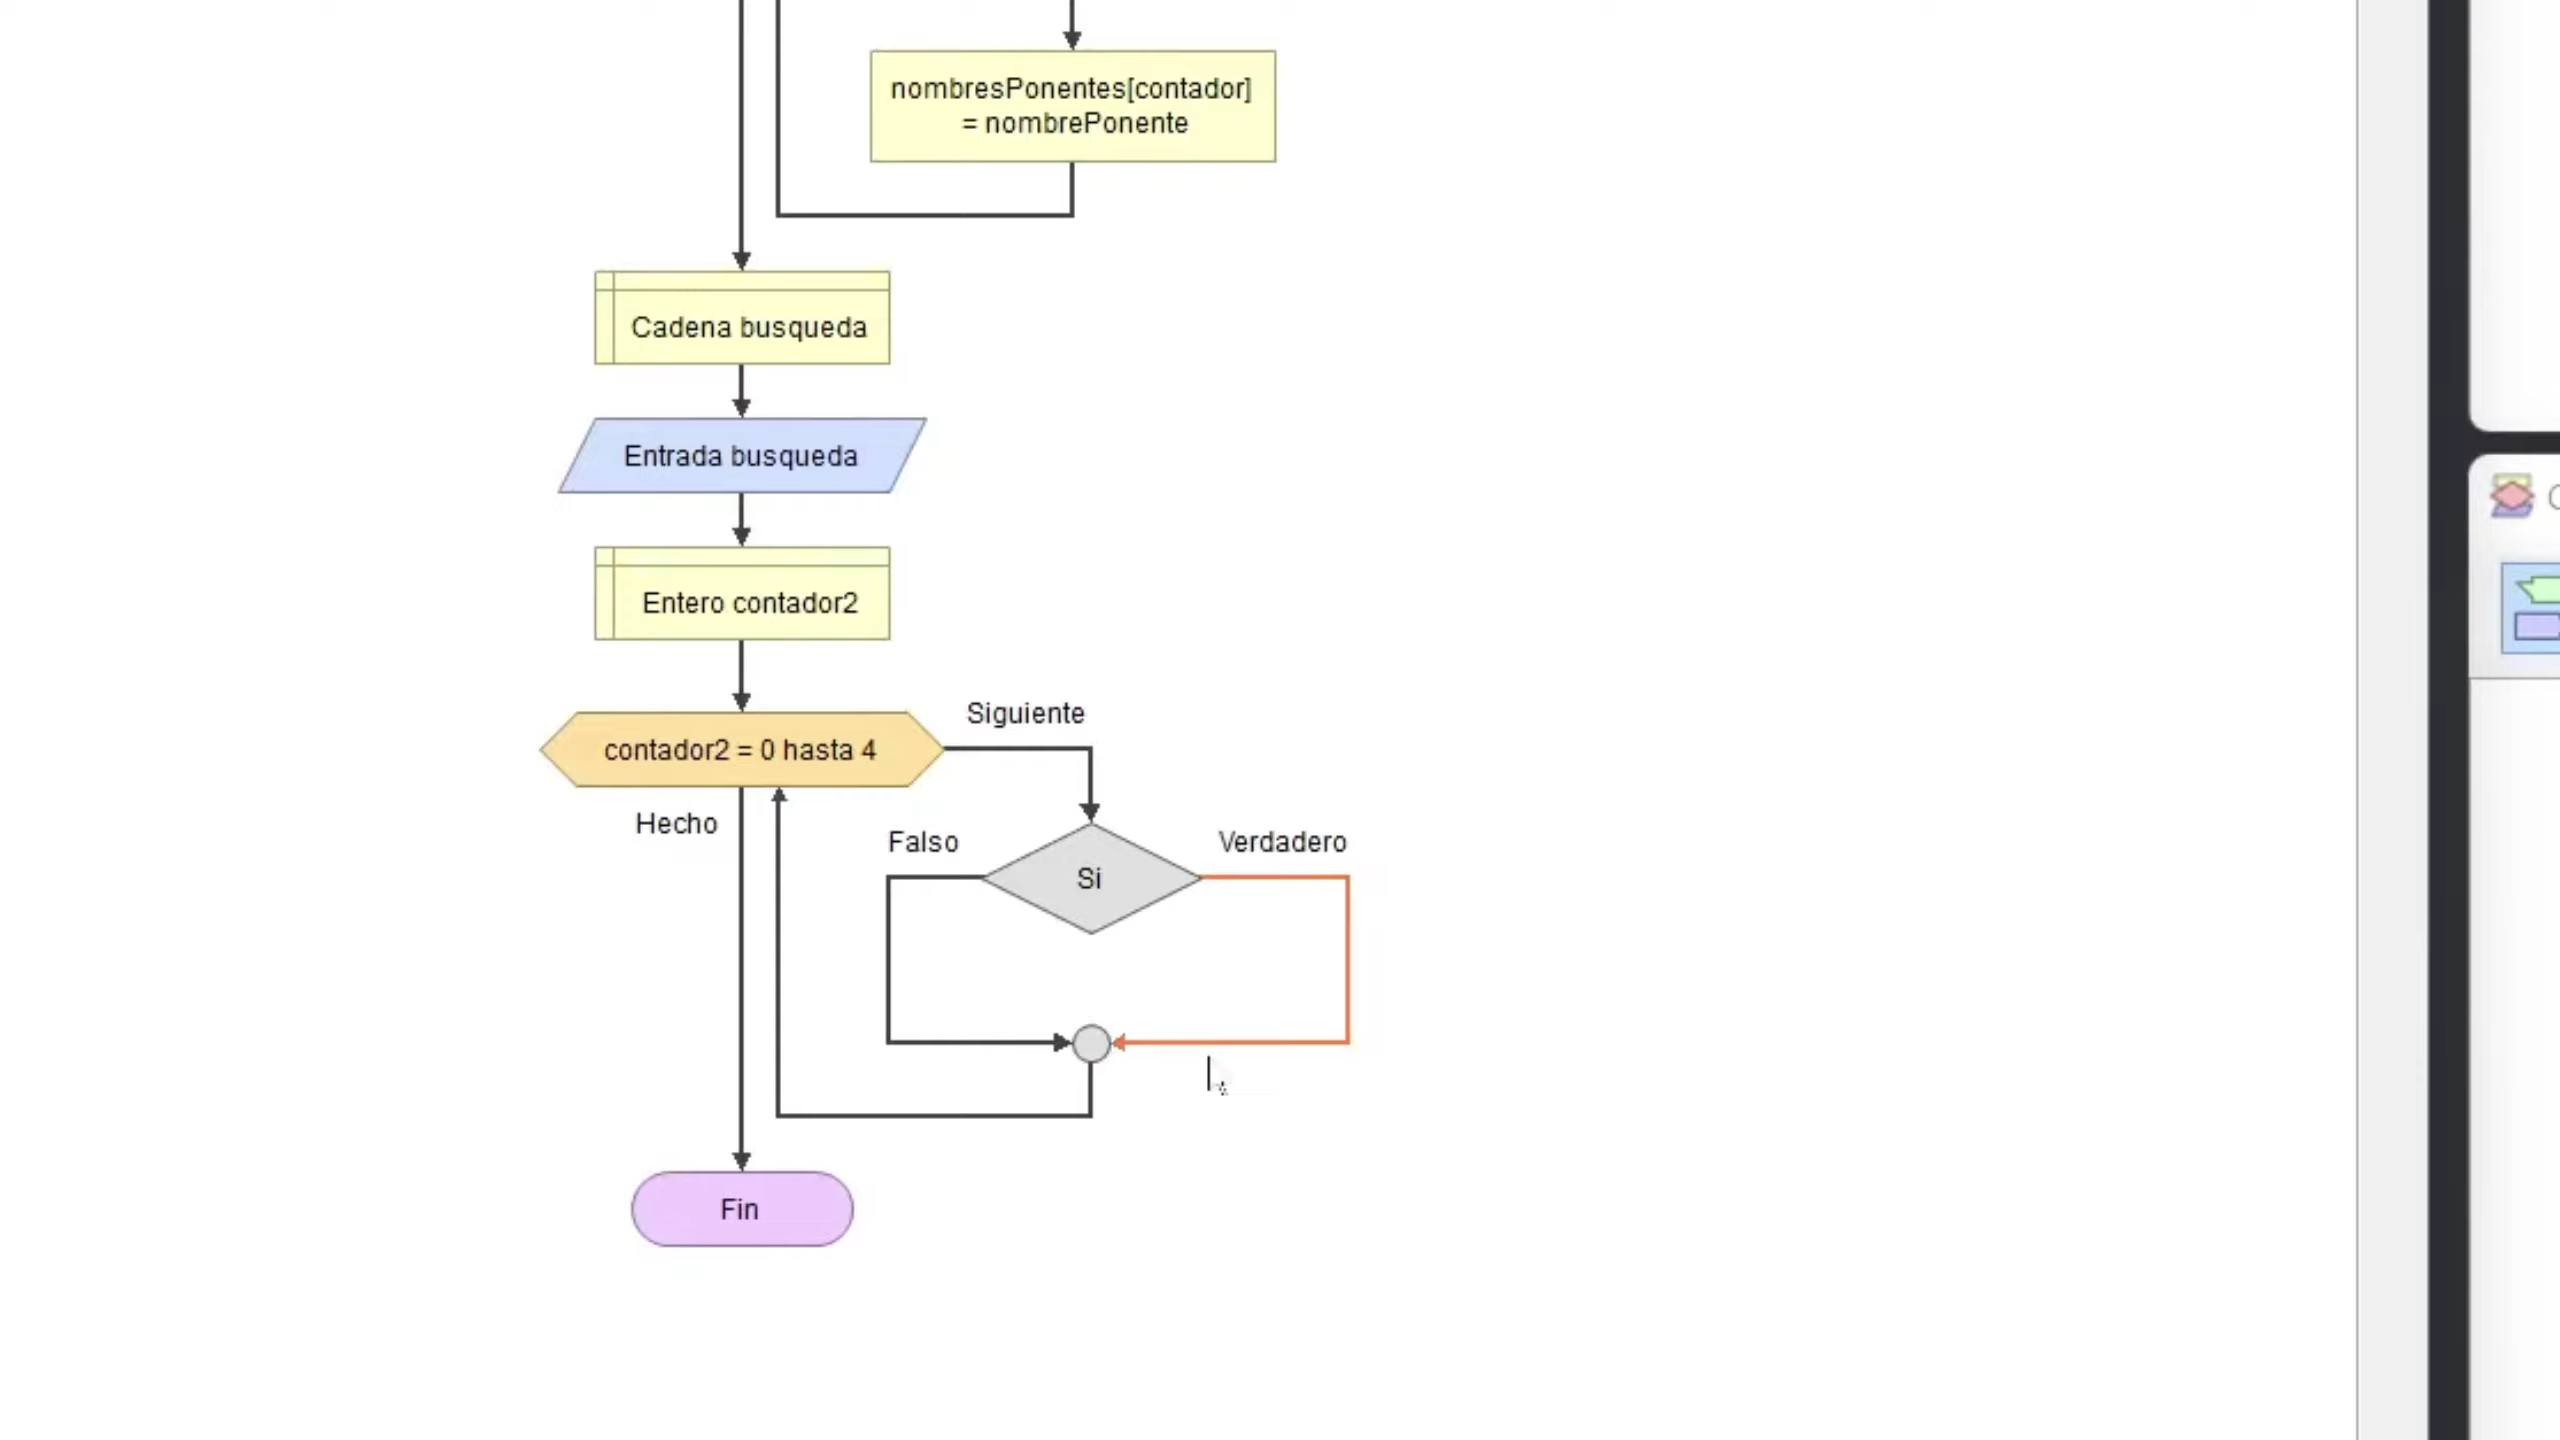 nombresPonentes[contador]
= nombrePonente
Cadena busqueda
Entrada busqueda
Entero contador2
Siguiente
contador2 = 0 hasta 4
Hecho
Falso
Verdadero
Si
Fin